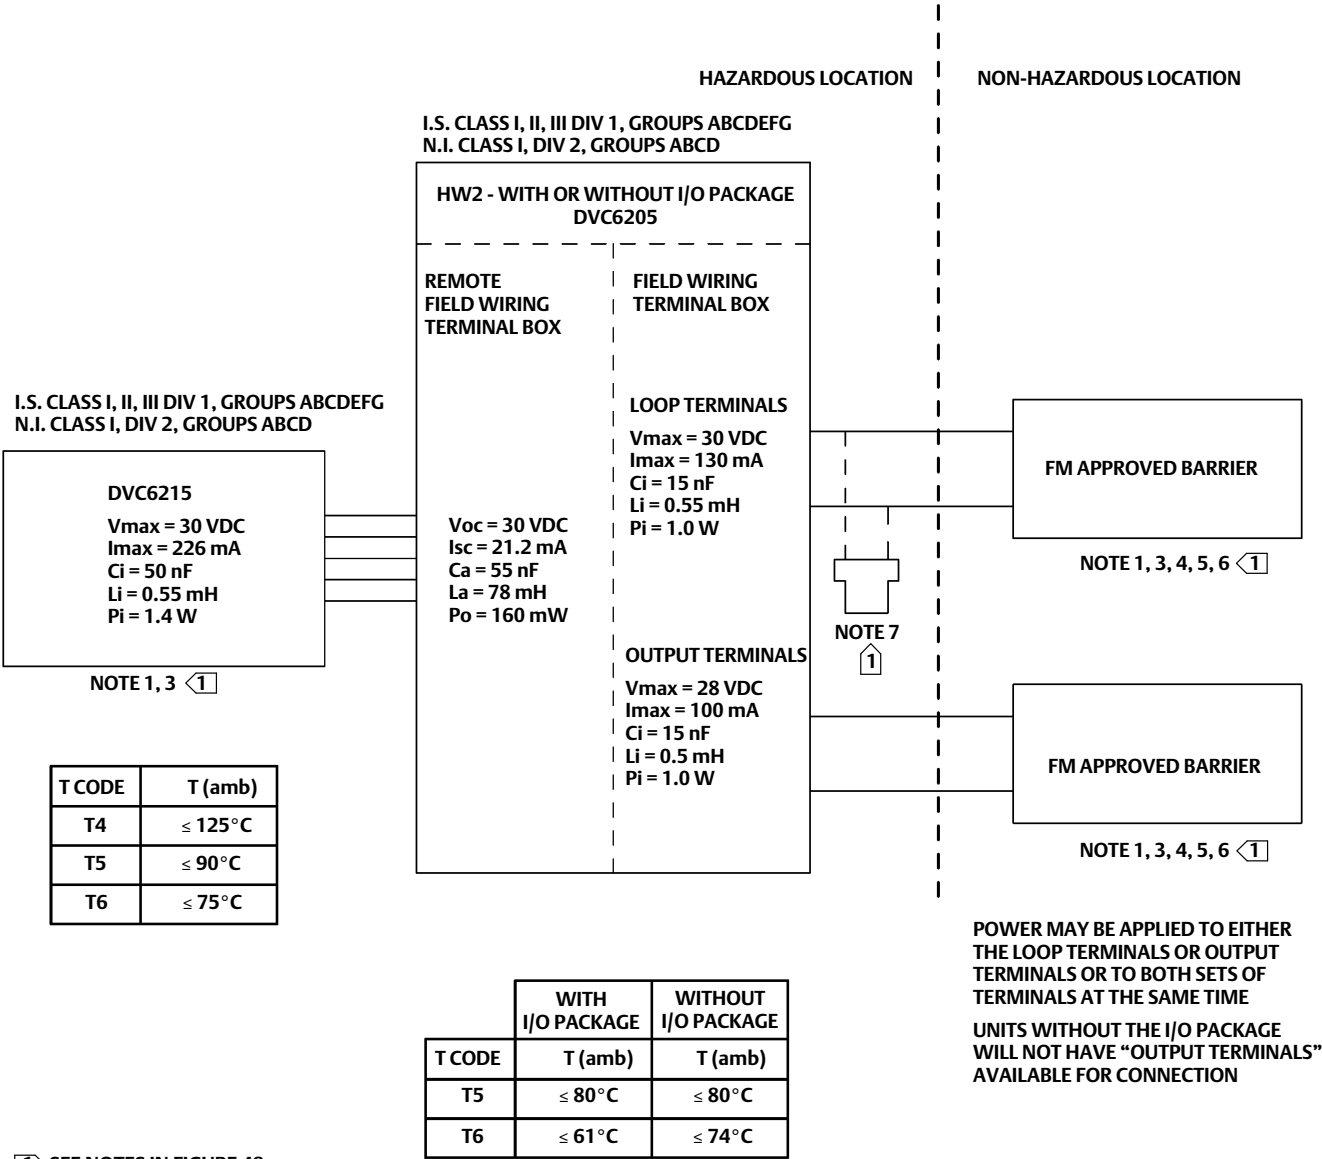 HAZARDOUS LOCATION
NON-HAZARDOUS LOCATION
I.S. CLASS I, II, III DIV 1, GROUPS ABCDEFG
N.I. CLASS I, DIV 2, GROUPS ABCD
HW2 - WITH OR WITHOUT I/O PACKAGE
DVC6205
REMOTE
FIELD WIRING
TERMINAL BOX
FIELD WIRING
TERMINAL BOX
I.S. CLASS I, II, III DIV 1, GROUPS ABCDEFG
N.I. CLASS I, DIV 2, GROUPS ABCD
DVC6215
Vmax = 30 VDC
Imax = 226 mA
Ci = 50 nF
Li = 0.55 mH
Pi = 1.4 W
NOTE 1, 3 1
Voc = 30 VDC
Isc = 21.2 mA
Ca = 55 nF
La = 78 mH
Po = 160 mW
LOOP TERMINALS
Vmax = 30 VDC
Imax = 130 mA
Ci = 15 nF
Li = 0.55 mH
Pi = 1.0 W
NOTE 7
1
OUTPUT TERMINALS
Vmax = 28 VDC
Imax = 100 mA
Ci = 15 nF
Li = 0.5 mH
Pi = 1.0 W
FM APPROVED BARRIER
NOTE 1, 3, 4, 5, 6 1
FM APPROVED BARRIER
NOTE 1, 3, 4, 5, 6 1
T CODE T (amb)
T4 ≤ 125°C
T5 ≤ 90°C
T6 ≤ 75°C
POWER MAY BE APPLIED TO EITHER
THE LOOP TERMINALS OR OUTPUT
TERMINALS OR TO BOTH SETS OF
TERMINALS AT THE SAME TIME
UNITS WITHOUT THE I/O PACKAGE
WILL NOT HAVE “OUTPUT TERMINALS”
AVAILABLE FOR CONNECTION
WITH I/O PACKAGE WITHOUT I/O PACKAGE
T CODE T (amb) T (amb)
T5 ≤ 80°C ≤ 80°C
T6 ≤ 61°C ≤ 74°C
1 SEE NOTES IN FIGURE